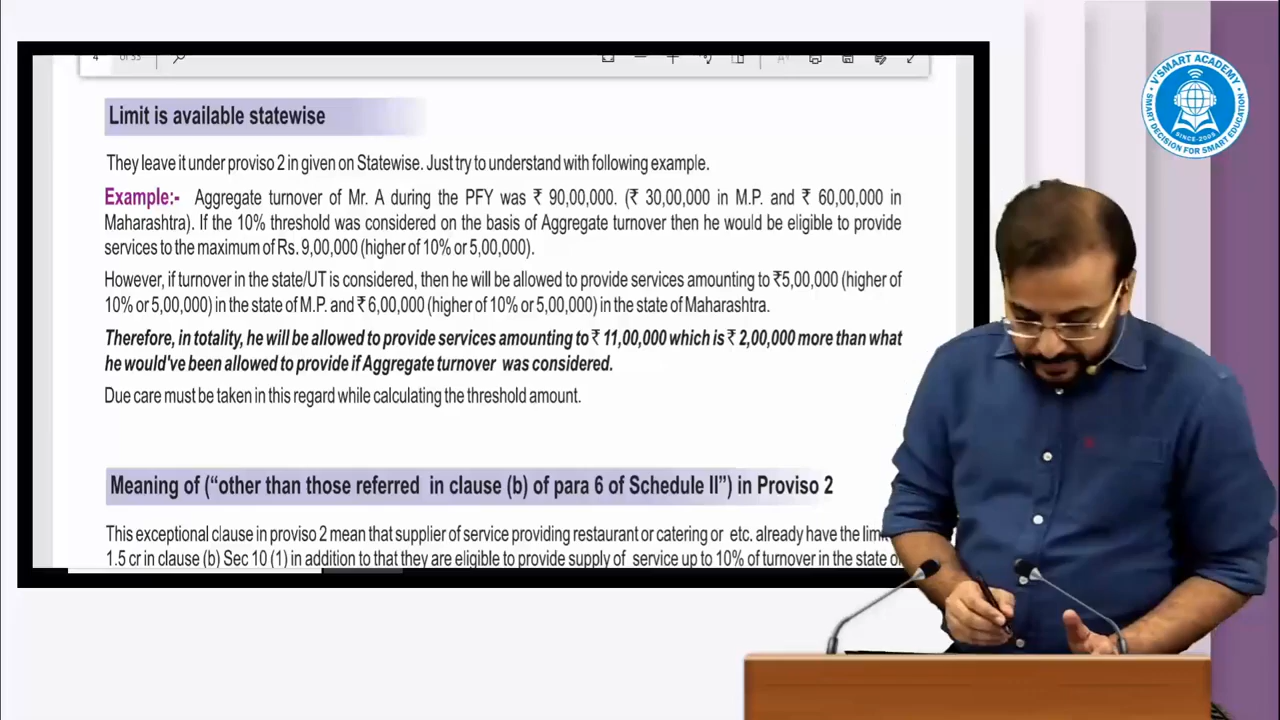 4 of 33
Limit is available statewise
They leave it under proviso 2 in given on Statewise. Just try to understand with following example.
Example:- Aggregate turnover of Mr. A during the PFY was ₹ 90,00,000. (₹ 30,00,000 in M.P. and ₹ 60,00,000 in
Maharashtra). If the 10% threshold was considered on the basis of Aggregate turnover then he would be eligible to provide
services to the maximum of Rs. 9,00,000 (higher of 10% or 5,00,000).
However, if turnover in the state/UT is considered, then he will be allowed to provide services amounting to ₹5,00,000 (higher of
10% or 5,00,000) in the state of M.P. and ₹ 6,00,000 (higher of 10% or 5,00,000) in the state of Maharashtra.
Therefore, in totality, he will be allowed to provide services amounting to ₹ 11,00,000 which is ₹ 2,00,000 more than what
he would've been allowed to provide if Aggregate turnover was considered.
Due care must be taken in this regard while calculating the threshold amount.
Meaning of (“other than those referred in clause (b) of para 6 of Schedule II”) in Proviso 2
This exceptional clause in proviso 2 mean that supplier of service providing restaurant or catering or etc. already have the
1.5 cr in clause (b) Sec 10 (1) in addition to that they are eligible to provide supply of service up to 10% of turnover in the state
V'SMART ACADEMY
SINCE-2005
SMART DECISION FOR SMART EDUCATION